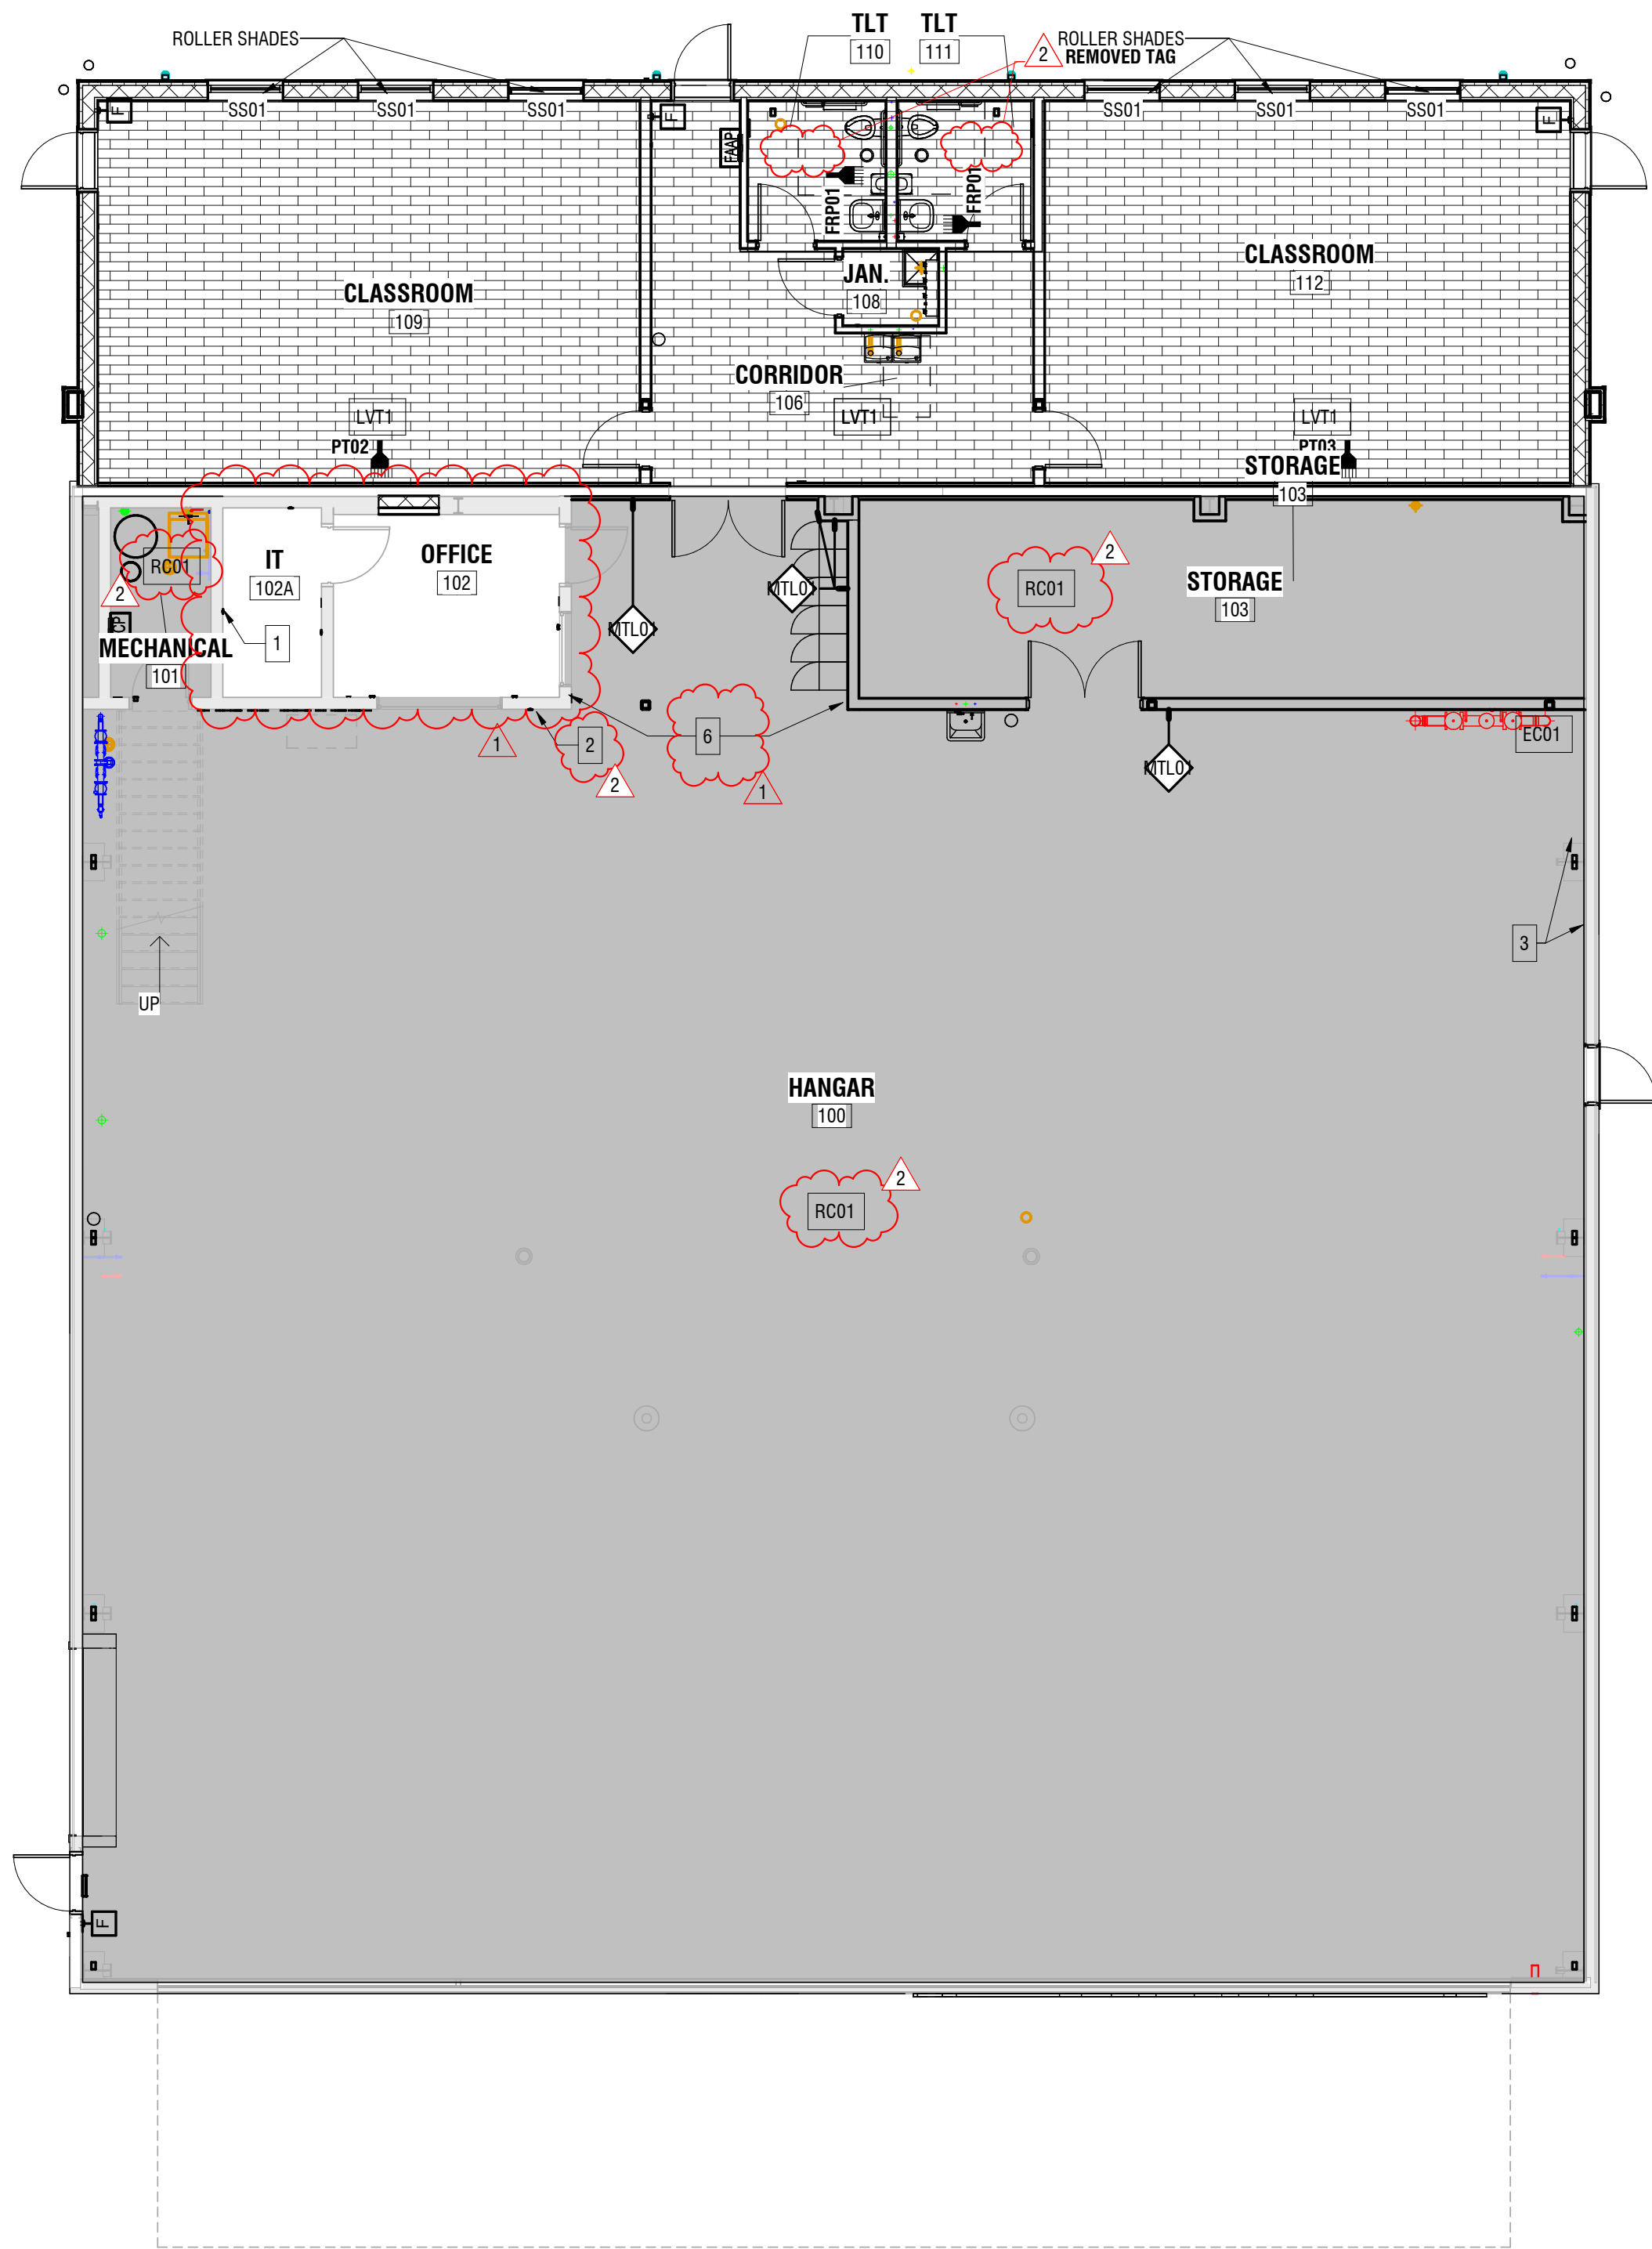 TLT
110
TLT
111
ROLLER SHADES
ROLLER SHADES
2
REMOVED TAG
SS01
SS01
SS01
SS01
SS01
SS01
F
F
F
FAAP
FRP01
FRP01
CLASSROOM
109
JAN.
108
CLASSROOM
112
CORRIDOR
106
LVT1
LVT1
LVT1
PT02
PT03
STORAGE
103
RC01
2
IT
102A
OFFICE
102
MTL01
MTL01
RC01
2
STORAGE
103
CP
1
MECHANICAL
101
1
2
2
6
1
MTL01
EC01
3
UP
HANGAR
100
RC01
2
F